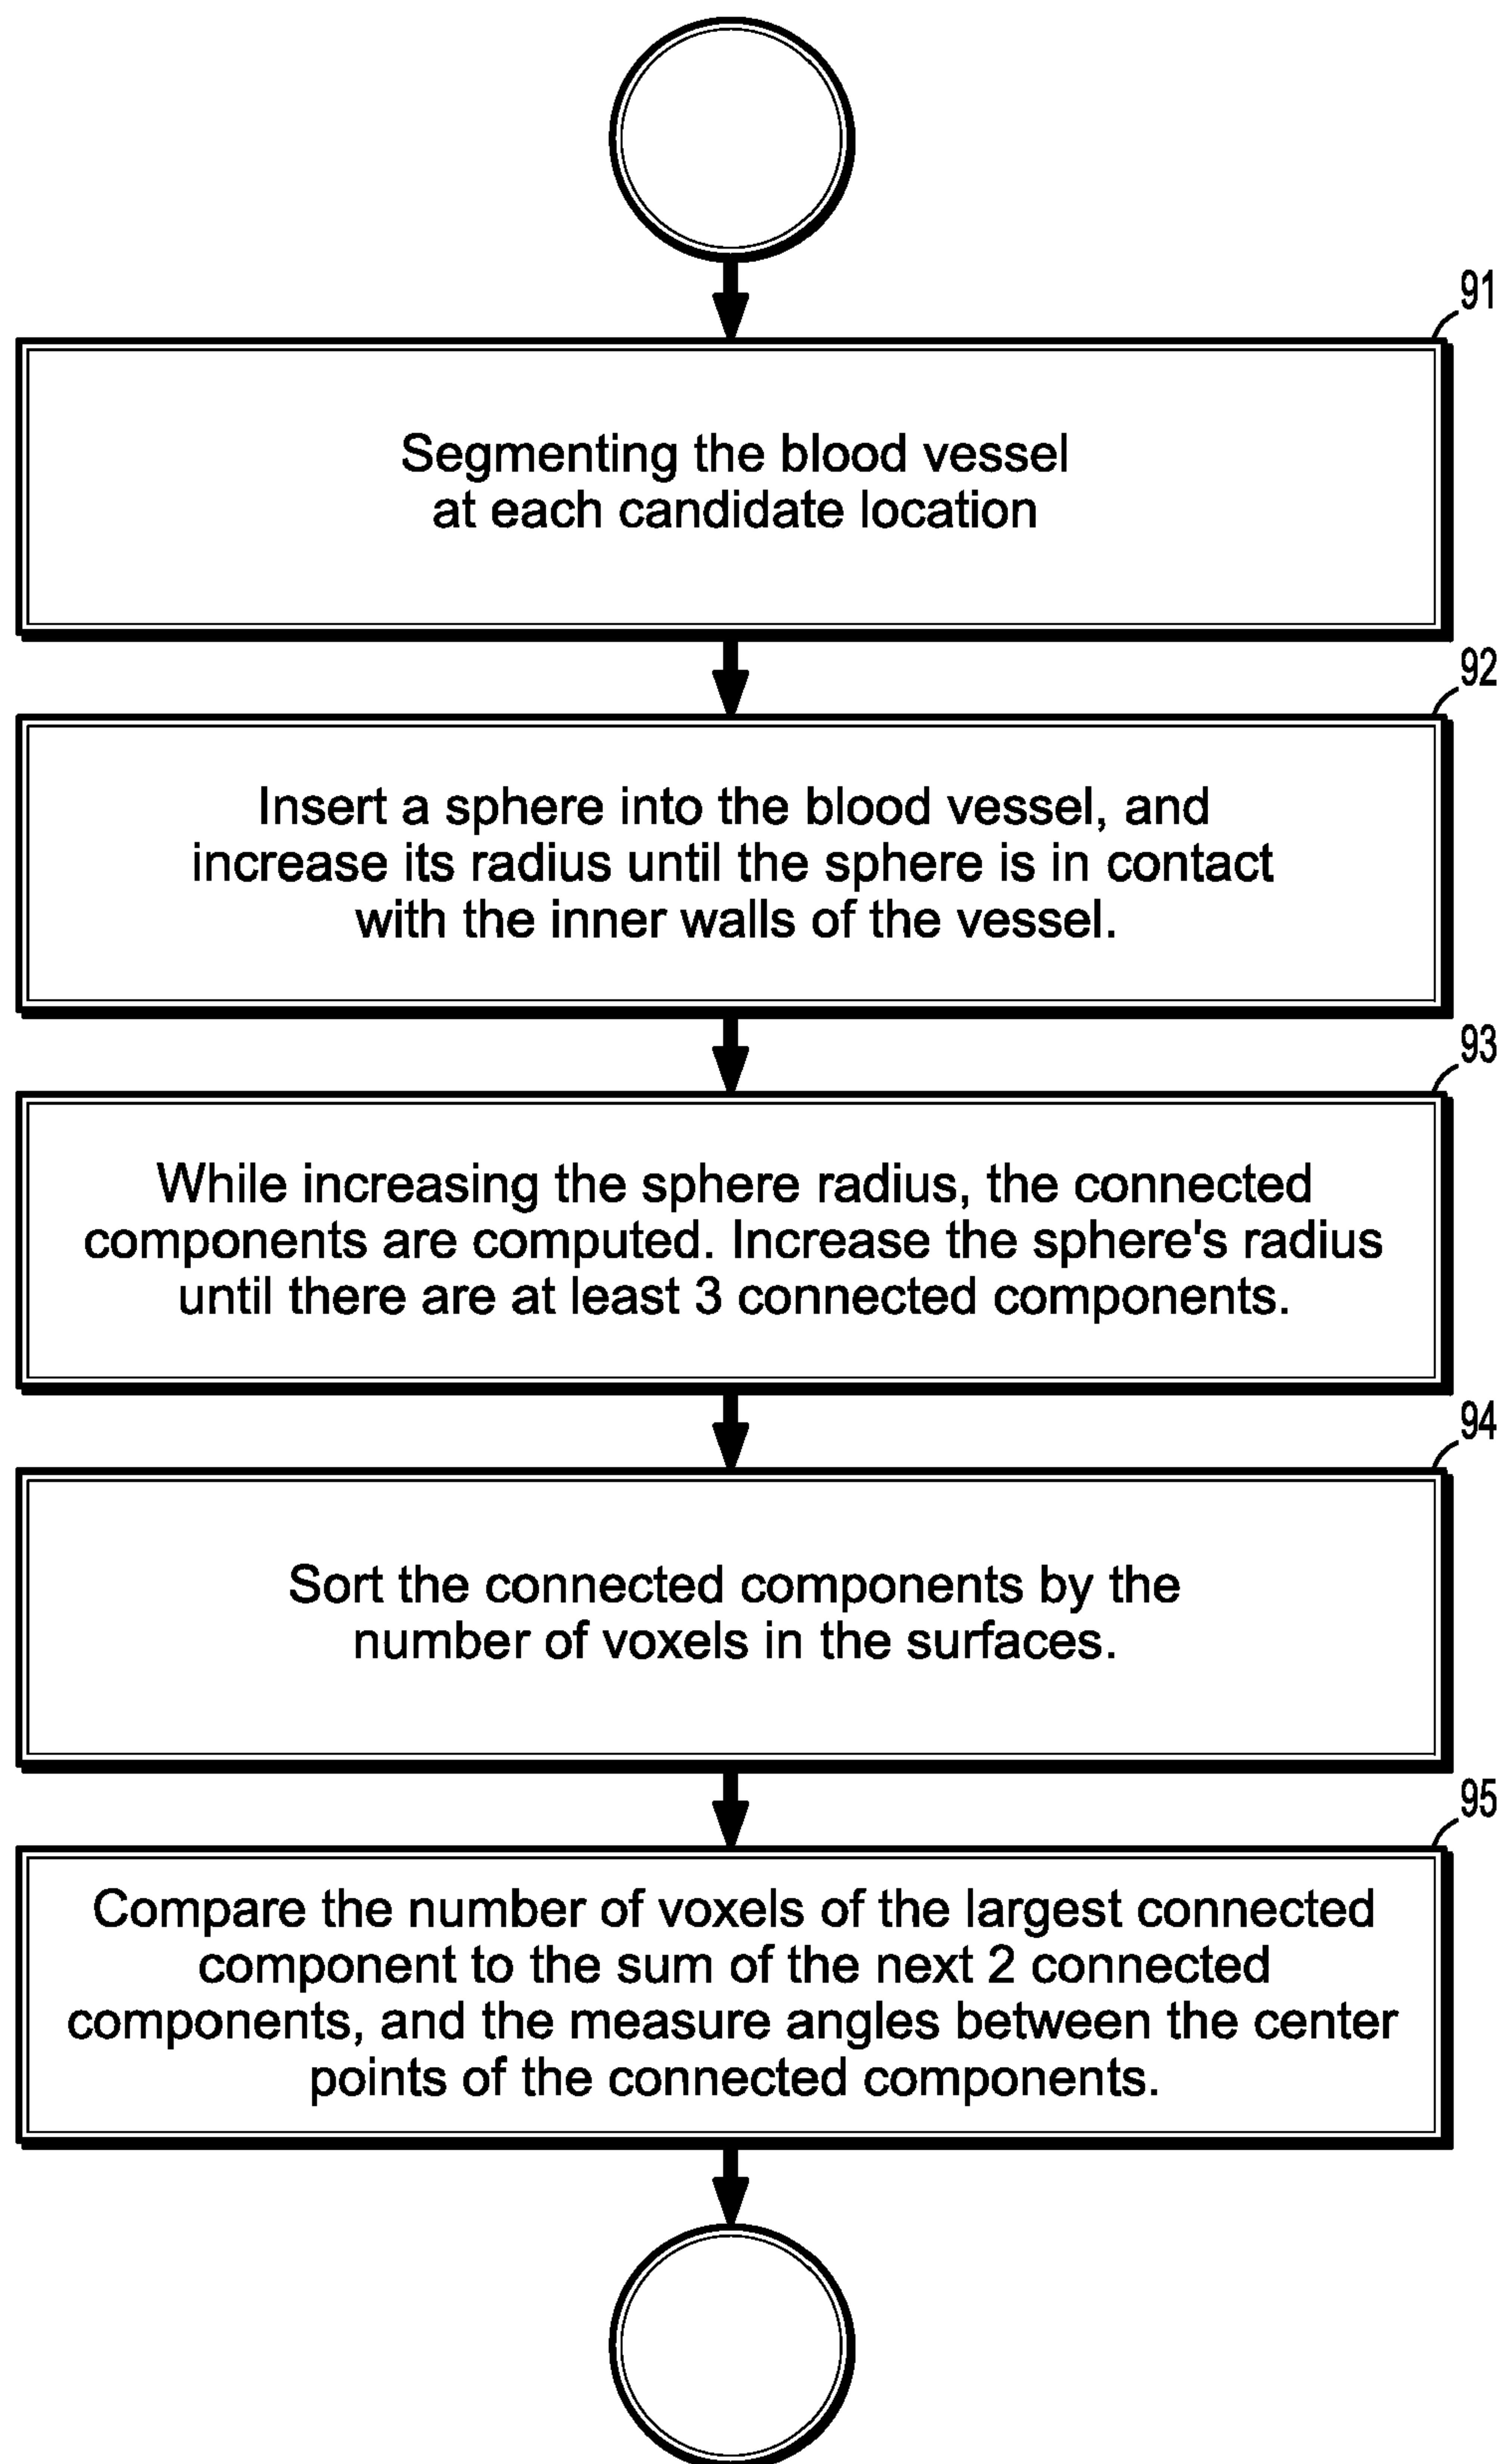 91
Segmenting the blood vessel
at each candidate location
92
Insert a sphere into the blood vessel, and
increase its radius until the sphere is in contact
with the inner walls of the vessel.
93
While increasing the sphere radius, the connected
components are computed. Increase the sphere's radius
until there are at least 3 connected components.
94
Sort the connected components by the
number of voxels in the surfaces.
95
Compare the number of voxels of the largest connected
component to the sum of the next 2 connected
components, and the measure angles between the center
points of the connected components.